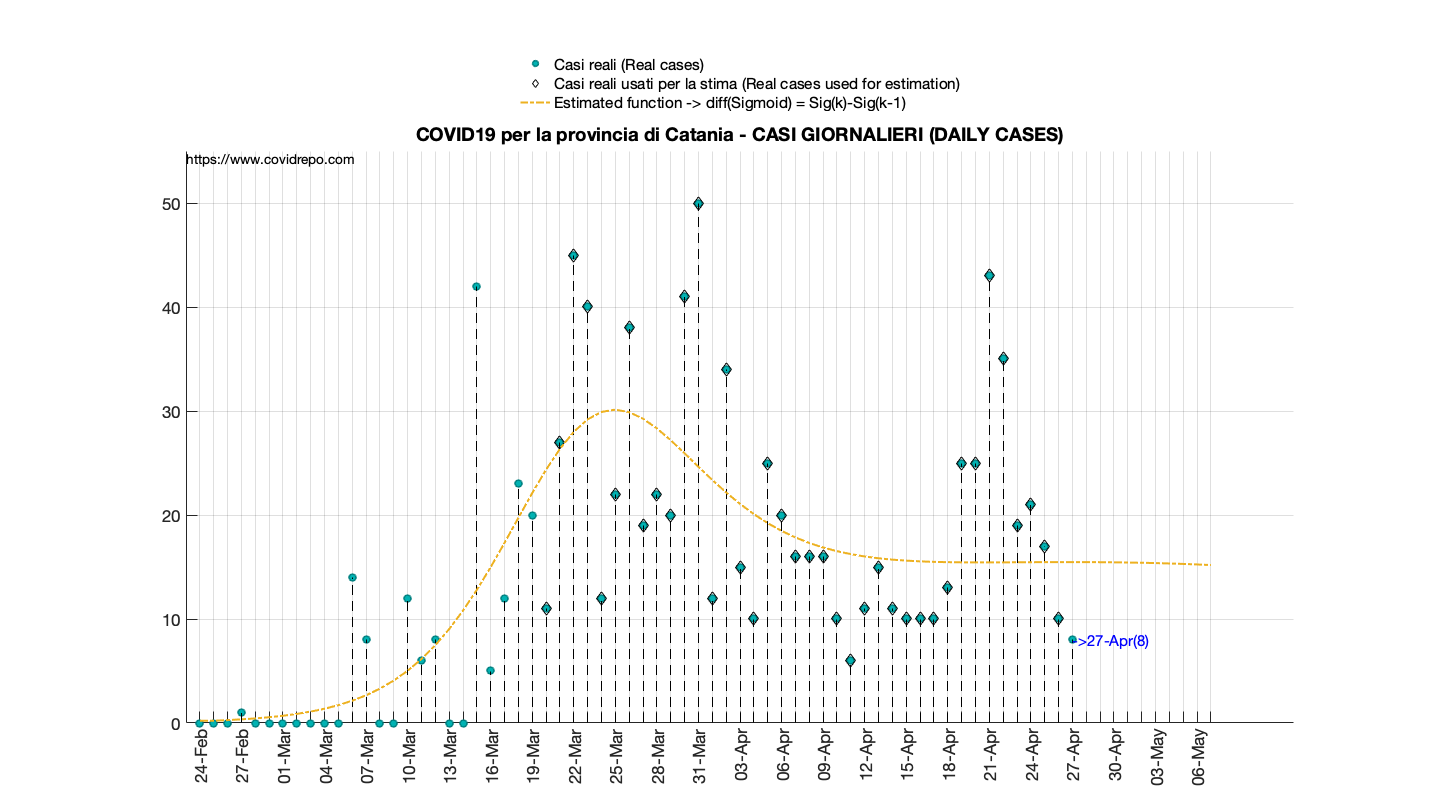 Casi reali (Real cases)
Casi reali usati per la stima (Real cases used for estimation)
Estimated function -> diff(Sigmoid) = Sig(k)-Sig(k-1)
COVID19 per la provincia di Catania - CASI GIORNALIERI (DAILY CASES)
https://www.covidrepo.com
50
40
30
20
10
0
->27-Apr(8)
24-Feb
27-Feb
01-Mar
04-Mar
07-Mar
10-Mar
13-Mar
16-Mar
19-Mar
22-Mar
25-Mar
28-Mar
31-Mar
03-Apr
06-Apr
09-Apr
12-Apr
15-Apr
18-Apr
21-Apr
24-Apr
27-Apr
30-Apr
03-May
06-May